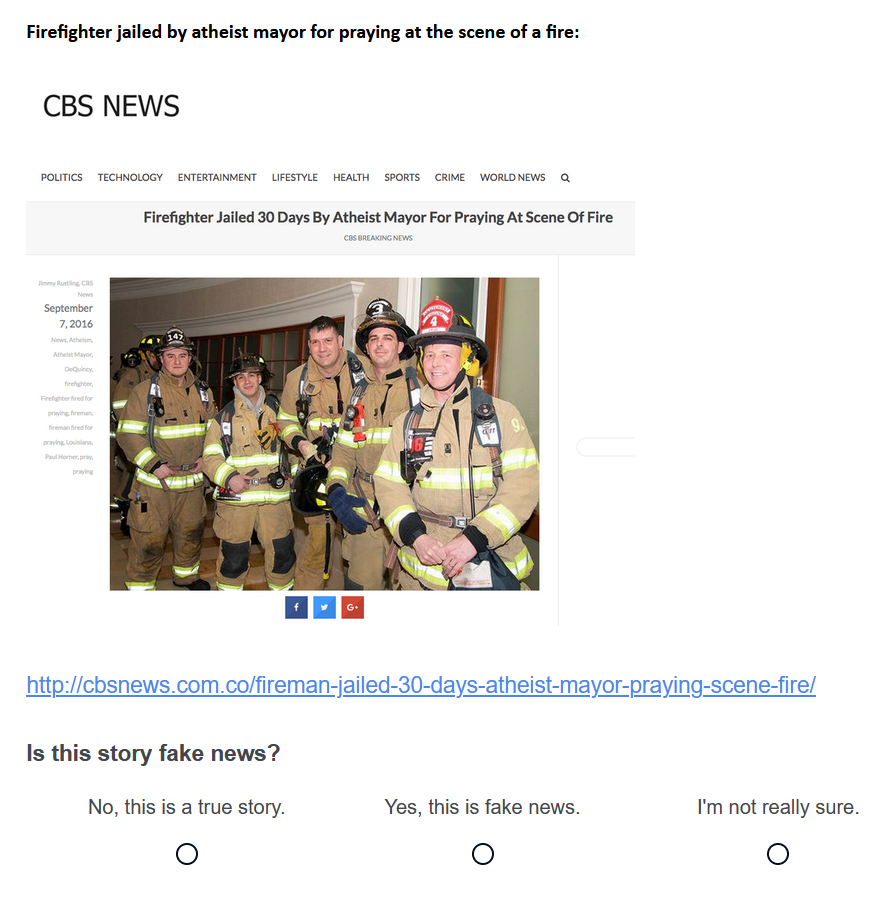 Firefighter jailed by atheist mayor for praying at the scene of a fire:
CBS NEWS
POLITICS TECHNOLOGY ENTERTAINMENT LIFESTYLE HEALTH SPORTS CRIME WORLD NEWS
Firefighter Jailed 30 Days By Atheist Mayor For Praying At Scene Of Fire
CBS BREAKING NEWS
Jimmy Rustling, CBS
News
September
7, 2016
News, Atheism,
Atheist Mayor,
DeQuincy,
firefighter,
Firefighter fired for
praying, fireman,
fireman fired for
praying, Louisiana,
Paul Horner, pray,
praying
147
3
4
16
9
f
G+
http://cbsnews.com.co/fireman-jailed-30-days-atheist-mayor-praying-scene-fire/
Is this story fake news?
No, this is a true story. Yes, this is fake news. I'm not really sure.